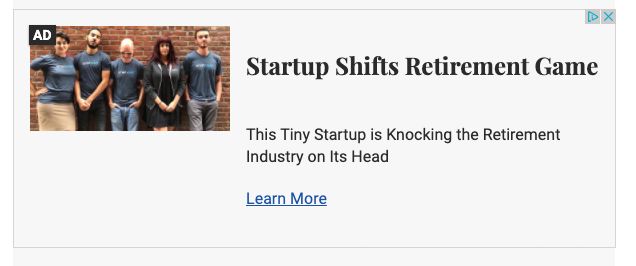 AD
Startup Shifts Retirement Game
This Tiny Startup is Knocking the Retirement
Industry on Its Head
Learn More